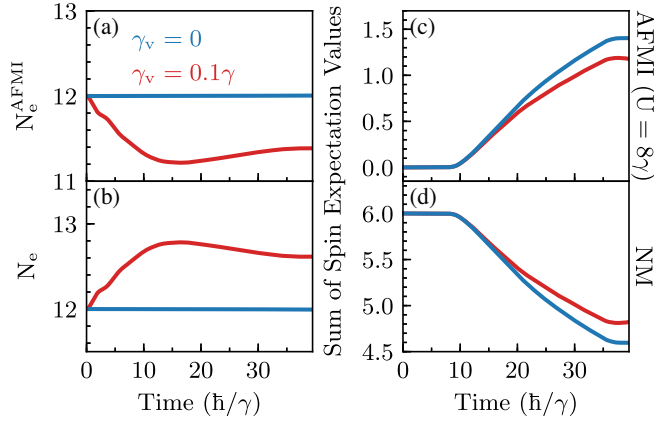 13
(a)
γv = 0
γv = 0.1γ
12
11
N_e^AFMI
(b)
13
12
N_e
0
10
20
30
Time (ħ/γ)
Sum of Spin Expectation Values
(c)
1.5
1.0
0.5
0.0
AFMI (U = 8γ)
(d)
6.0
5.5
5.0
4.5
NM
0
10
20
30
Time (ħ/γ)